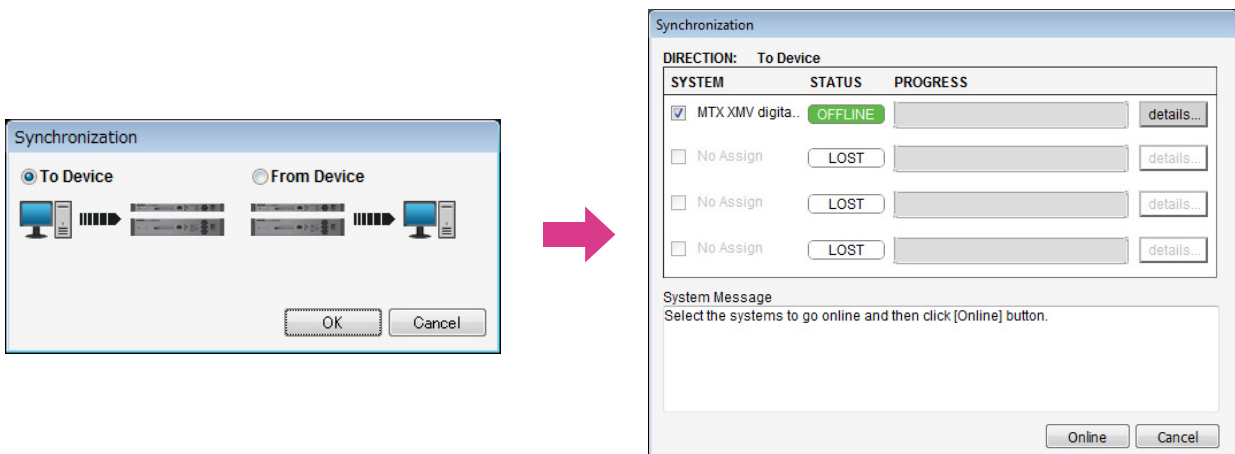 Synchronization
To Device From Device
OK Cancel
Synchronization
DIRECTION: To Device
SYSTEM STATUS PROGRESS
MTX XMV digita.. OFFLINE details...
No Assign LOST details...
No Assign LOST details...
No Assign LOST details...
System Message
Select the systems to go online and then click [Online] button.
Online Cancel